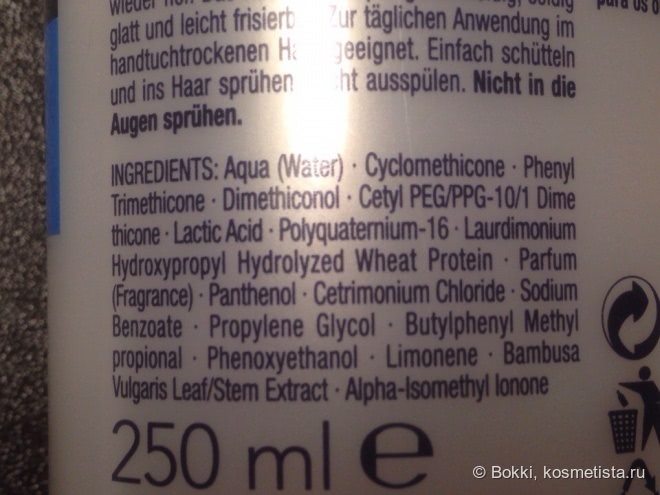 glatt und leicht frisierb Zur täglichen Anwendung im
handtuchtrockenen Ha geeignet. Einfach schütteln
und ins Haar sprühen ht ausspülen. Nicht in die
Augen sprühen.
INGREDIENTS: Aqua (Water) · Cyclomethicone · Phenyl
Trimethicone · Dimethiconol · Cetyl PEG/PPG-10/1 Dime
thicone · Lactic Acid · Polyquaternium-16 · Laurdimonium
Hydroxypropyl Hydrolyzed Wheat Protein · Parfum
(Fragrance) · Panthenol · Cetrimonium Chloride · Sodium
Benzoate · Propylene Glycol · Butylphenyl Methyl
propional · Phenoxyethanol · Limonene · Bambusa
Vulgaris Leaf/Stem Extract · Alpha-Isomethyl Ionone
250 ml e
© Bokki, kosmetista.ru